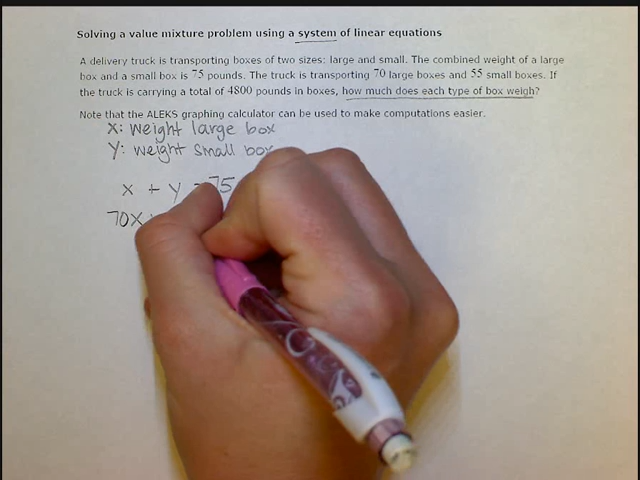 Solving a value mixture problem using a system of linear equations
A delivery truck is transporting boxes of two sizes: large and small. The combined weight of a large
box and a small box is 75 pounds. The truck is transporting 70 large boxes and 55 small boxes. If
the truck is carrying a total of 4800 pounds in boxes, how much does each type of box weigh?
Note that the ALEKS graphing calculator can be used to make computations easier.
X: weight large box
Y: weight small box
x + y = 75
70x